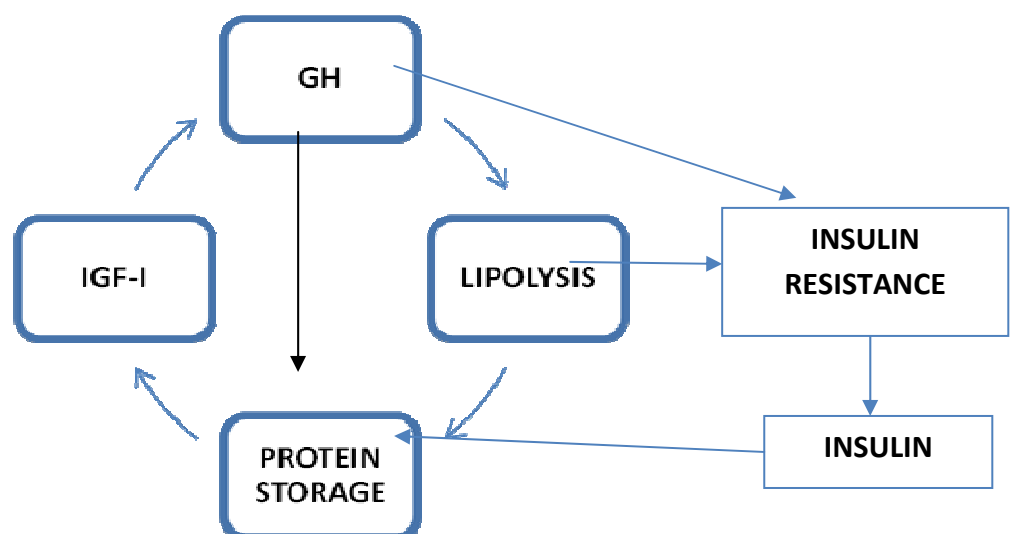 GH
INSULIN
RESISTANCE
IGF-I
LIPOLYSIS
INSULIN
PROTEIN
STORAGE